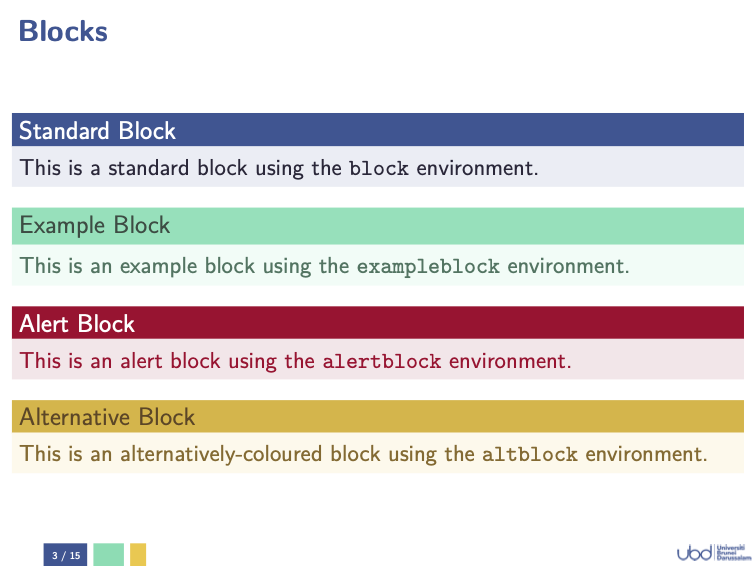 Blocks
Standard Block
This is a standard block using the block environment.
Example Block
This is an example block using the exampleblock environment.
Alert Block
This is an alert block using the alertblock environment.
Alternative Block
This is an alternatively-coloured block using the altblock environment.
3 / 15
ubd
Universiti
Brunei
Darussalam